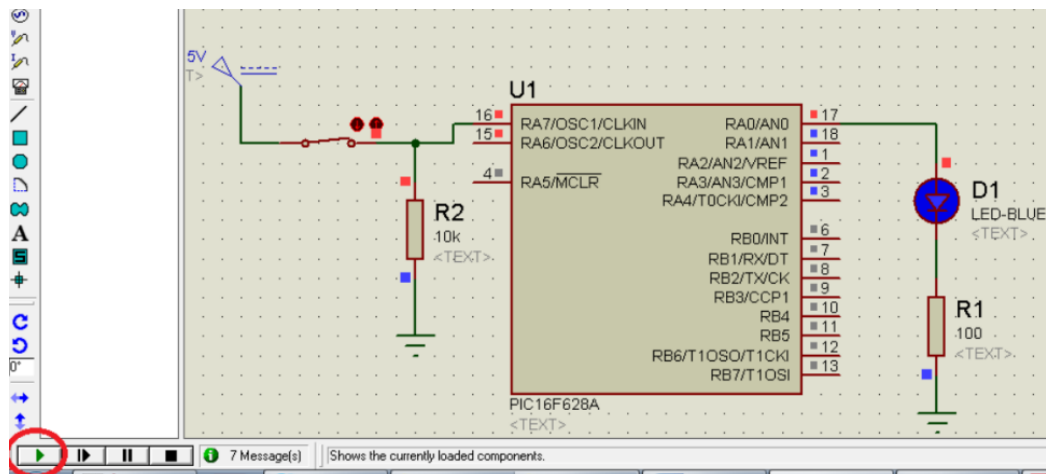 5V
T>
U1
16
15
4
RA7/OSC1/CLKIN
RA6/OSC2/CLKOUT
RA5/MCLR
RA0/AN0
RA1/AN1
RA2/AN2/VREF
RA3/AN3/CMP1
RA4/T0CKI/CMP2
RB0/INT
RB1/RX/DT
RB2/TX/CK
RB3/CCP1
RB4
RB5
RB6/T1OSO/T1CKI
RB7/T1OSI
17
18
1
2
3
6
7
8
9
10
11
12
13
PIC16F628A
<TEXT>
R2
10k
<TEXT>
D1
LED-BLUE
<TEXT>
R1
100
<TEXT>
A
S
0°
7 Message(s)
Shows the currently loaded components.